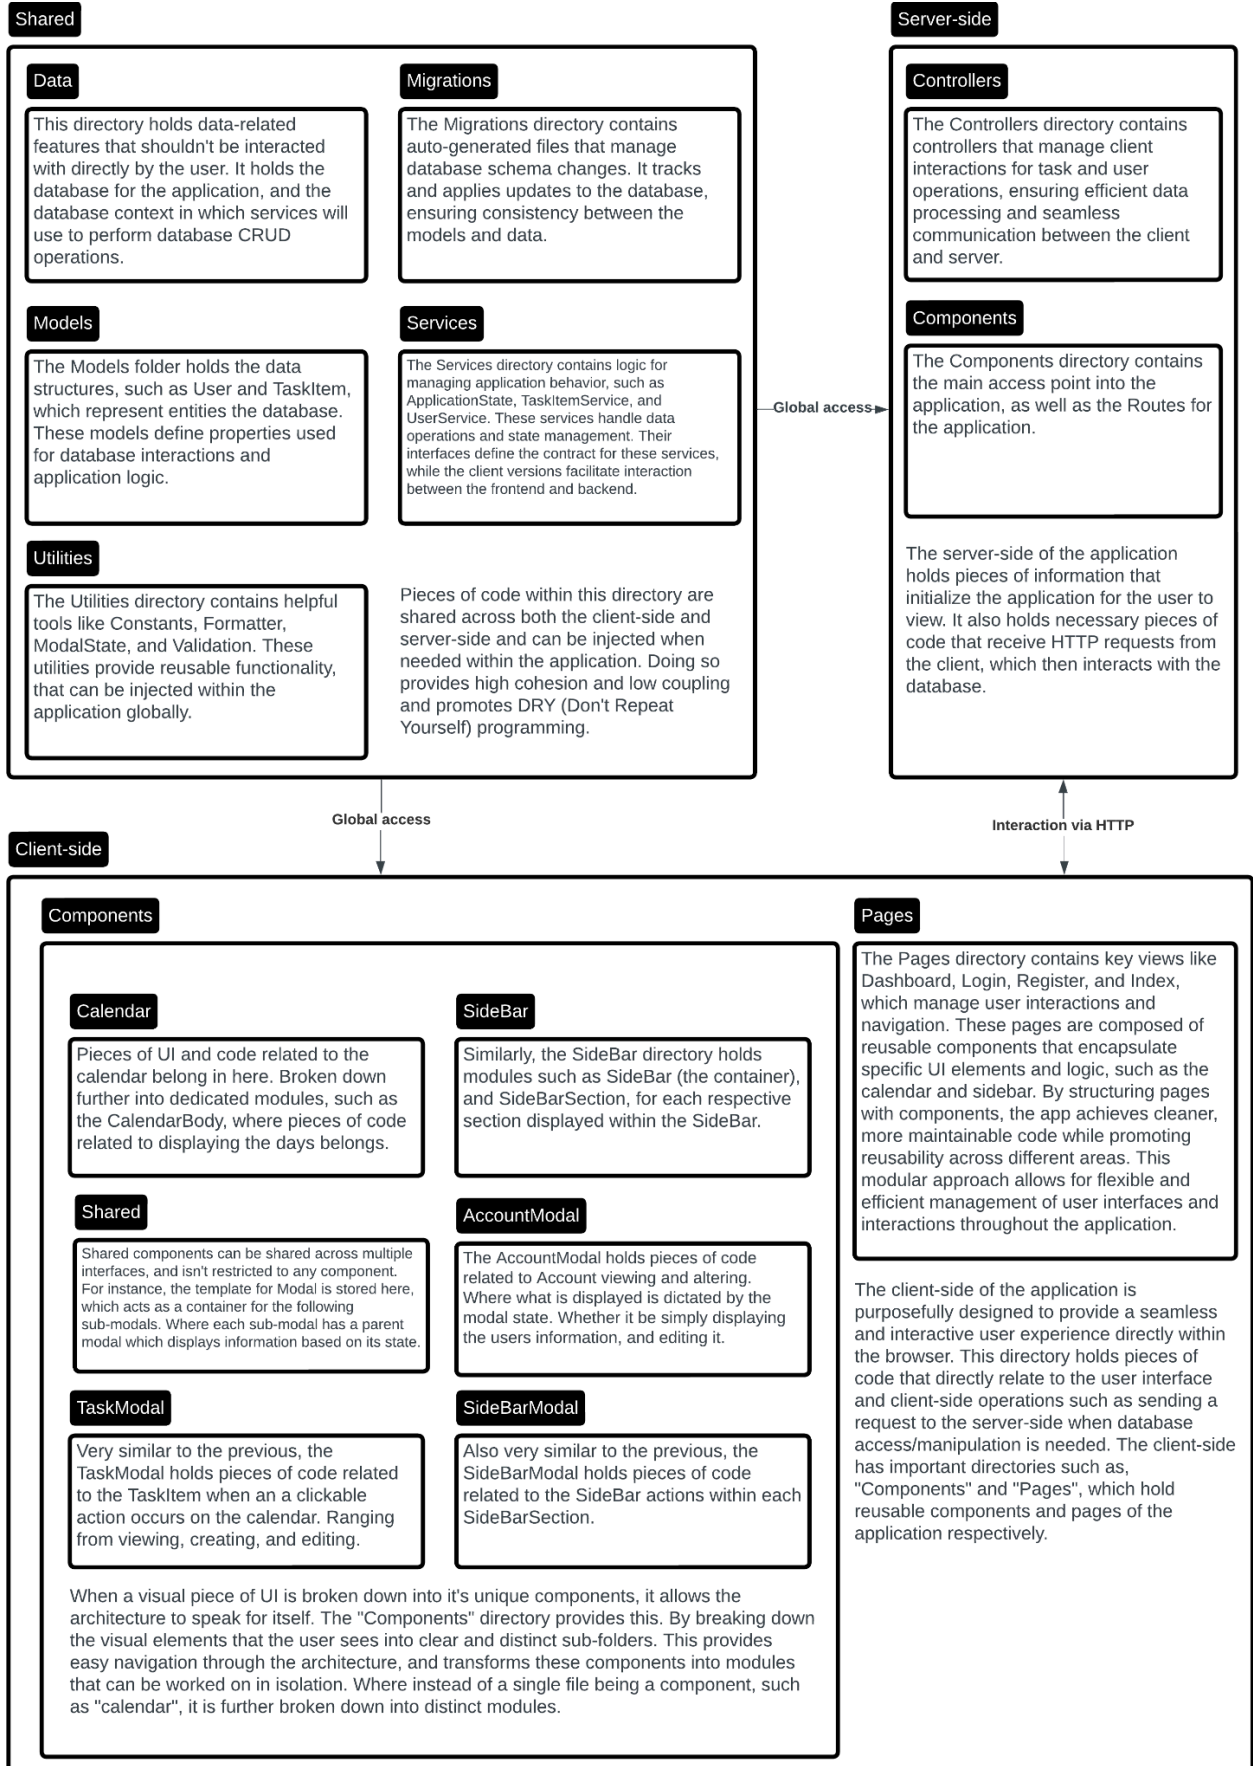 Shared
Data
This directory holds data-related
features that shouldn't be interacted
with directly by the user. It holds the
database for the application, and the
database context in which services will
use to perform database CRUD
operations.
Migrations
The Migrations directory contains
auto-generated files that manage
database schema changes. It tracks
and applies updates to the database,
ensuring consistency between the
models and data.
Models
The Models folder holds the data
structures, such as User and TaskItem,
which represent entities the database.
These models define properties used
for database interactions and
application logic.
Services
The Services directory contains logic for
managing application behavior, such as
ApplicationState, TaskItemService, and
UserService. These services handle data
operations and state management. Their
interfaces define the contract for these services,
while the client versions facilitate interaction
between the frontend and backend.
Utilities
The Utilities directory contains helpful
tools like Constants, Formatter,
ModalState, and Validation. These
utilities provide reusable functionality,
that can be injected within the
application globally.
Pieces of code within this directory are
shared across both the client-side and
server-side and can be injected when
needed within the application. Doing so
provides high cohesion and low coupling
and promotes DRY (Don't Repeat
Yourself) programming.
Global access
Server-side
Controllers
The Controllers directory contains
controllers that manage client
interactions for task and user
operations, ensuring efficient data
processing and seamless
communication between the client
and server.
Components
The Components directory contains
the main access point into the
application, as well as the Routes for
the application.
The server-side of the application
holds pieces of information that
initialize the application for the user to
view. It also holds necessary pieces of
code that receive HTTP requests from
the client, which then interacts with the
database.
Global access
Interaction via HTTP
Client-side
Components
Calendar
Pieces of UI and code related to the
calendar belong in here. Broken down
further into dedicated modules, such as
the CalendarBody, where pieces of code
related to displaying the days belongs.
SideBar
Similarly, the SideBar directory holds
modules such as SideBar (the container),
and SideBarSection, for each respective
section displayed within the SideBar.
Shared
Shared components can be shared across multiple
interfaces, and isn't restricted to any component.
For instance, the template for Modal is stored here,
which acts as a container for the following
sub-modals. Where each sub-modal has a parent
modal which displays information based on its state.
AccountModal
The AccountModal holds pieces of code
related to Account viewing and altering.
Where what is displayed is dictated by the
modal state. Whether it be simply displaying
the users information, and editing it.
TaskModal
Very similar to the previous, the
TaskModal holds pieces of code related
to the TaskItem when an a clickable
action occurs on the calendar. Ranging
from viewing, creating, and editing.
SideBarModal
Also very similar to the previous, the
SideBarModal holds pieces of code
related to the SideBar actions within each
SideBarSection.
When a visual piece of UI is broken down into it's unique components, it allows the
architecture to speak for itself. The "Components" directory provides this. By breaking down
the visual elements that the user sees into clear and distinct sub-folders. This provides
easy navigation through the architecture, and transforms these components into modules
that can be worked on in isolation. Where instead of a single file being a component, such
as "calendar", it is further broken down into distinct modules.
Pages
The Pages directory contains key views like
Dashboard, Login, Register, and Index,
which manage user interactions and
navigation. These pages are composed of
reusable components that encapsulate
specific UI elements and logic, such as the
calendar and sidebar. By structuring pages
with components, the app achieves cleaner,
more maintainable code while promoting
reusability across different areas. This
modular approach allows for flexible and
efficient management of user interfaces and
interactions throughout the application.
The client-side of the application is
purposefully designed to provide a seamless
and interactive user experience directly within
the browser. This directory holds pieces of
code that directly relate to the user interface
and client-side operations such as sending a
request to the server-side when database
access/manipulation is needed. The client-side
has important directories such as,
"Components" and "Pages", which hold
reusable components and pages of the
application respectively.